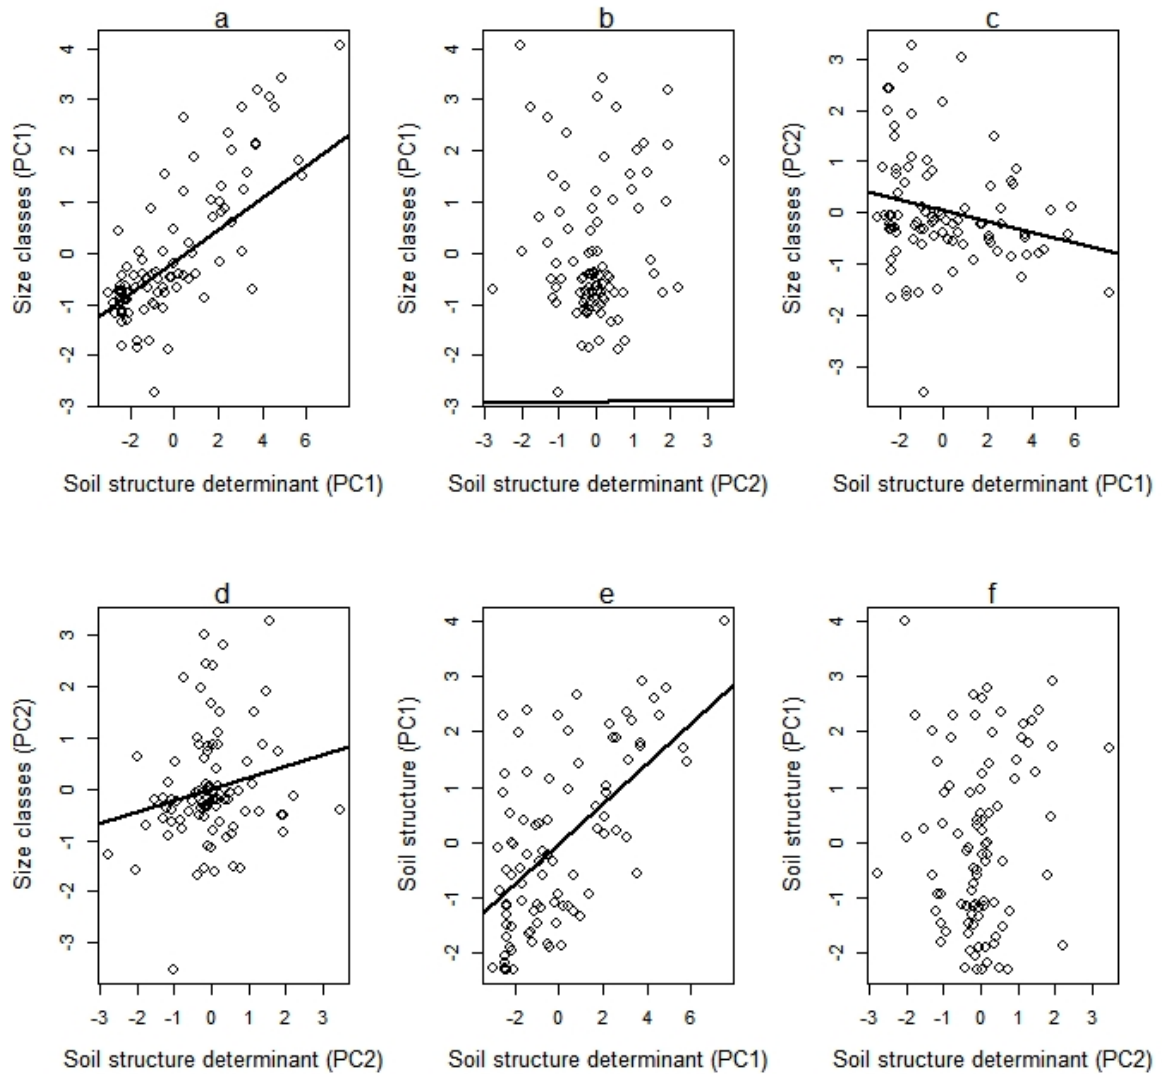 a b c
4 3 2 1 0 -1 -2 -3
Size classes (PC1)
-2 0 2 4 6
Soil structure determinant (PC1)
4 3 2 1 0 -1 -2 -3
Size classes (PC1)
-3 -2 -1 0 1 2 3
Soil structure determinant (PC2)
3 2 1 0 -1 -2 -3
Size classes (PC2)
-2 0 2 4 6
Soil structure determinant (PC1)
d e f
3 2 1 0 -1 -2 -3
Size classes (PC2)
-3 -2 -1 0 1 2 3
Soil structure determinant (PC2)
4 3 2 1 0 -1 -2
Soil structure (PC1)
-2 0 2 4 6
Soil structure determinant (PC1)
4 3 2 1 0 -1 -2
Soil structure (PC1)
-3 -2 -1 0 1 2 3
Soil structure determinant (PC2)